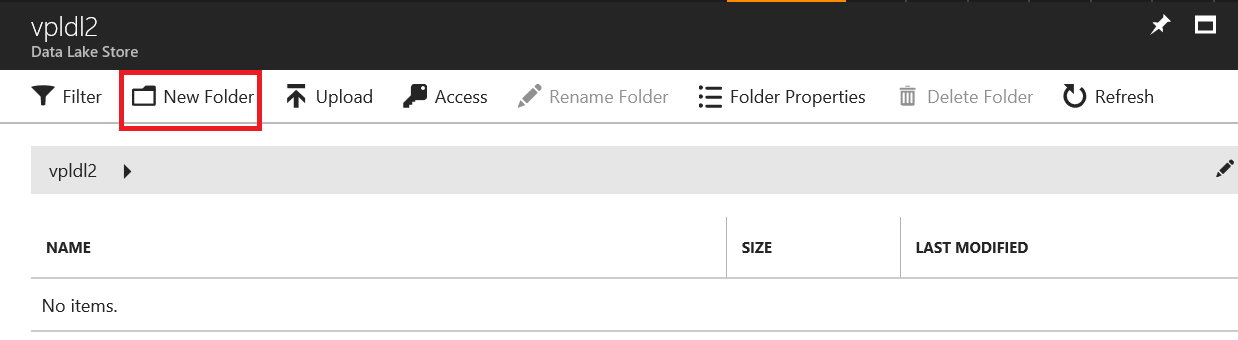 vpldl2
Data Lake Store
Filter New Folder Upload Access Rename Folder Folder Properties Delete Folder Refresh
vpldl2
NAME SIZE LAST MODIFIED
No items.